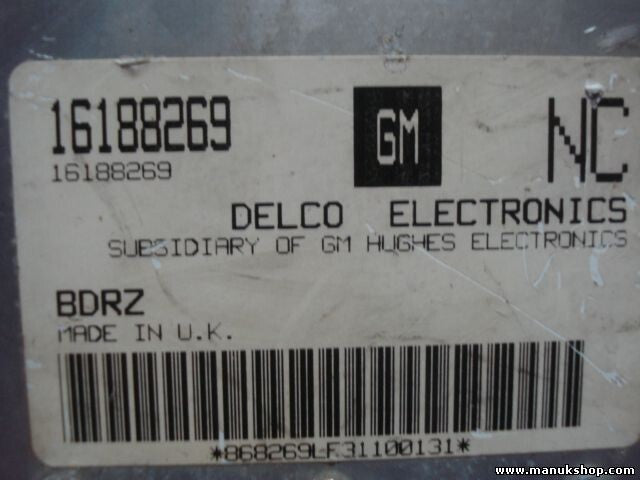 16188269 GM NC
16188269
DELCO ELECTRONICS
SUBSIDIARY OF GM HUGHES ELECTRONICS
BDRZ
MADE IN U.K.
*868269LF31100131*
www.manukshop.com